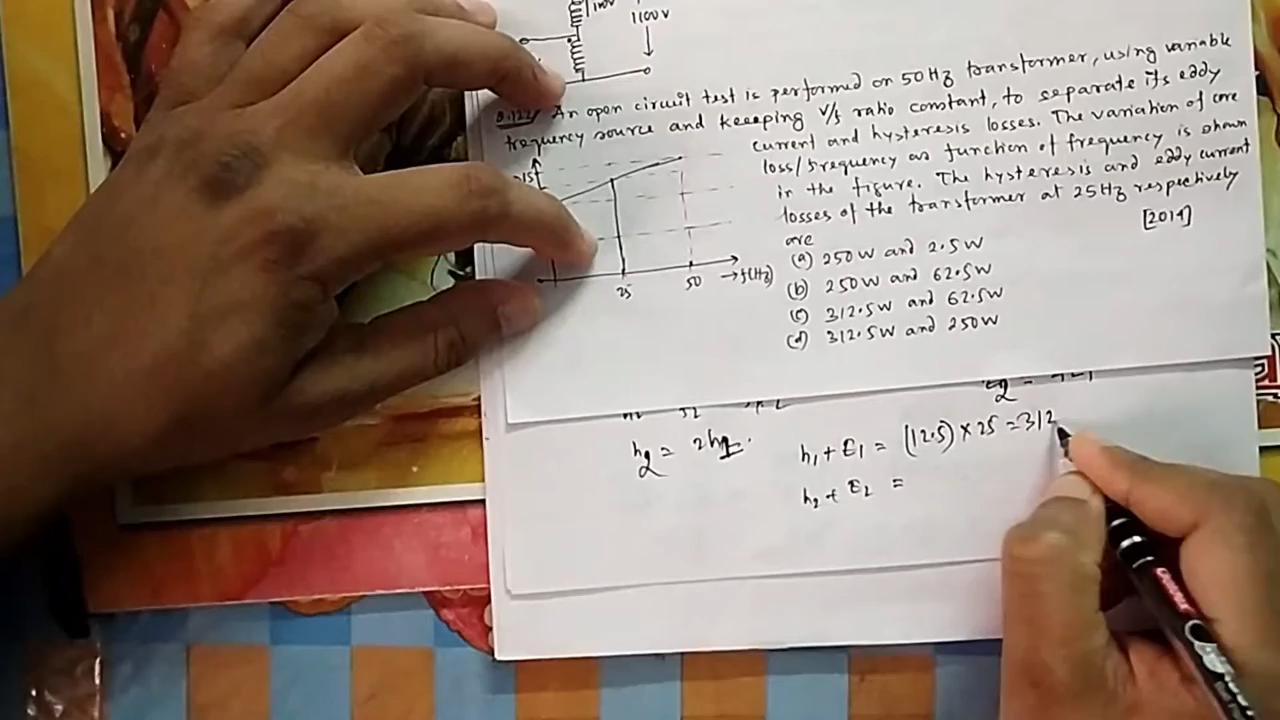 110V
1100V
Q.122/ An open circuit test is performed on 50Hz transformer, using variable
frequency source and keeeping V/f ratio constant, to separate its eddy
current and hysteresis losses. The variation of core
loss/frequency as function of frequency is shown
in the figure. The hysteresis and eddy current
losses of the transformer at 25Hz respectively
are
[2014]
(a) 250W and 2.5W
(b) 250W and 62.5W
(c) 312.5W and 62.5W
(d) 312.5W and 250W
15
25
50
→f(Hz)
h2 = 2h1.
h1 + E1 = (12.5) × 25 = 312
h2 + E2 =